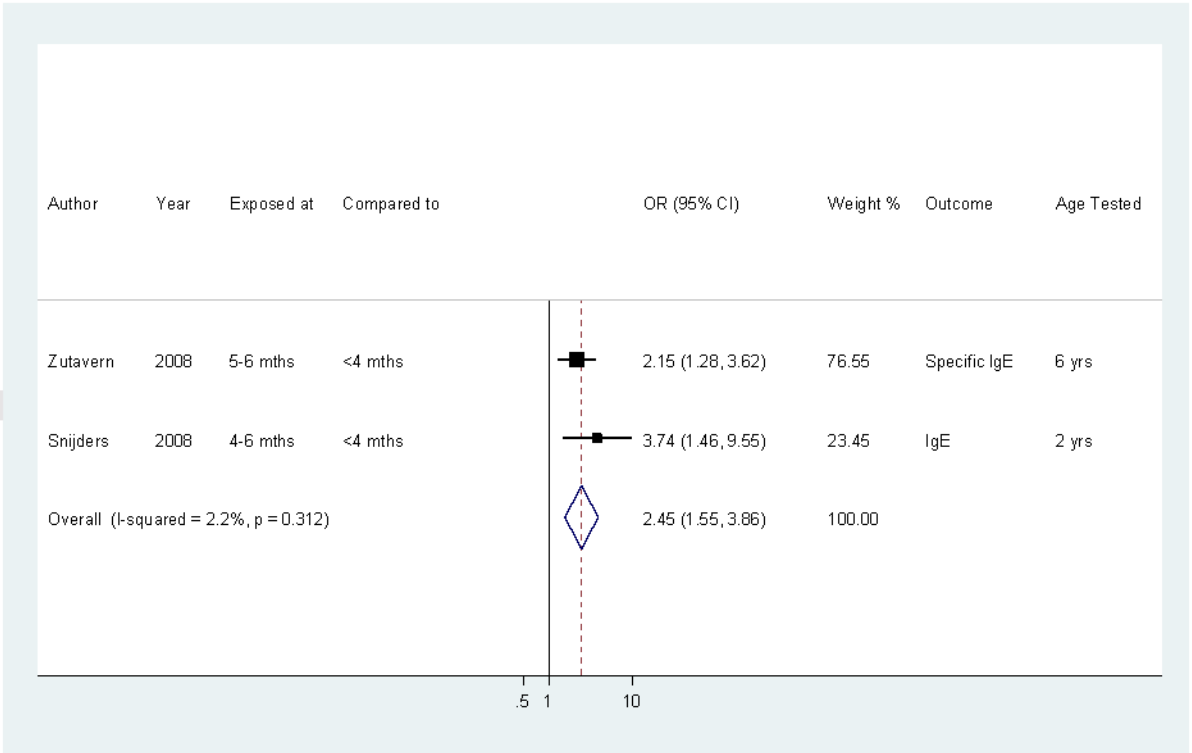 Author Year Exposed at Compared to OR (95% CI) Weight % Outcome Age Tested
Zutavern 2008 5-6 mths <4 mths 2.15 (1.28, 3.62) 76.55 Specific IgE 6 yrs
Snijders 2008 4-6 mths <4 mths 3.74 (1.46, 9.55) 23.45 IgE 2 yrs
Overall (I-squared = 2.2%, p = 0.312) 2.45 (1.55, 3.86) 100.00
.5 1 10